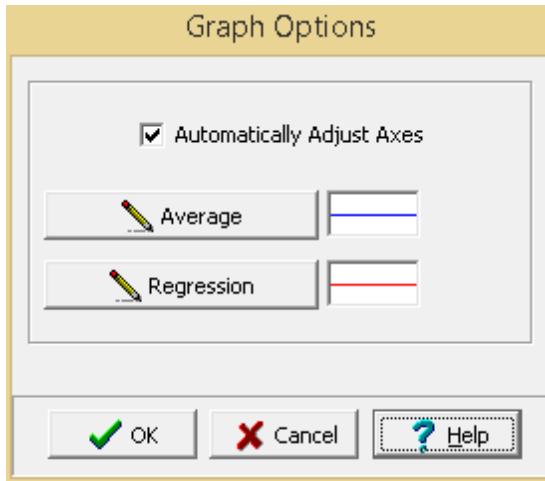 Graph Options
Automatically Adjust Axes
Average
Regression
OK Cancel Help